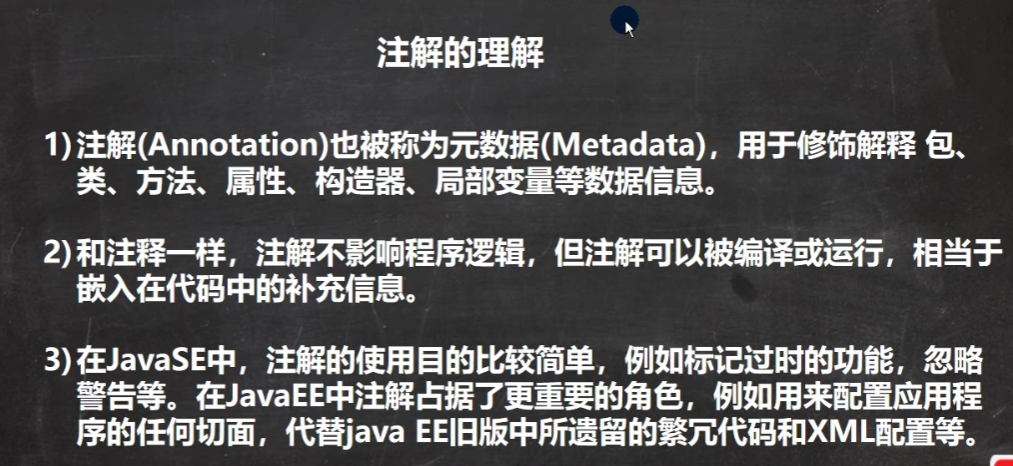 注解的理解
1) 注解(Annotation)也被称为元数据(Metadata)，用于修饰解释 包、
类、方法、属性、构造器、局部变量等数据信息。
2) 和注释一样，注解不影响程序逻辑，但注解可以被编译或运行，相当于
嵌入在代码中的补充信息。
3) 在JavaSE中，注解的使用目的比较简单，例如标记过时的功能，忽略
警告等。在JavaEE中注解占据了更重要的角色，例如用来配置应用程
序的任何切面，代替java EE旧版中所遗留的繁冗代码和XML配置等。